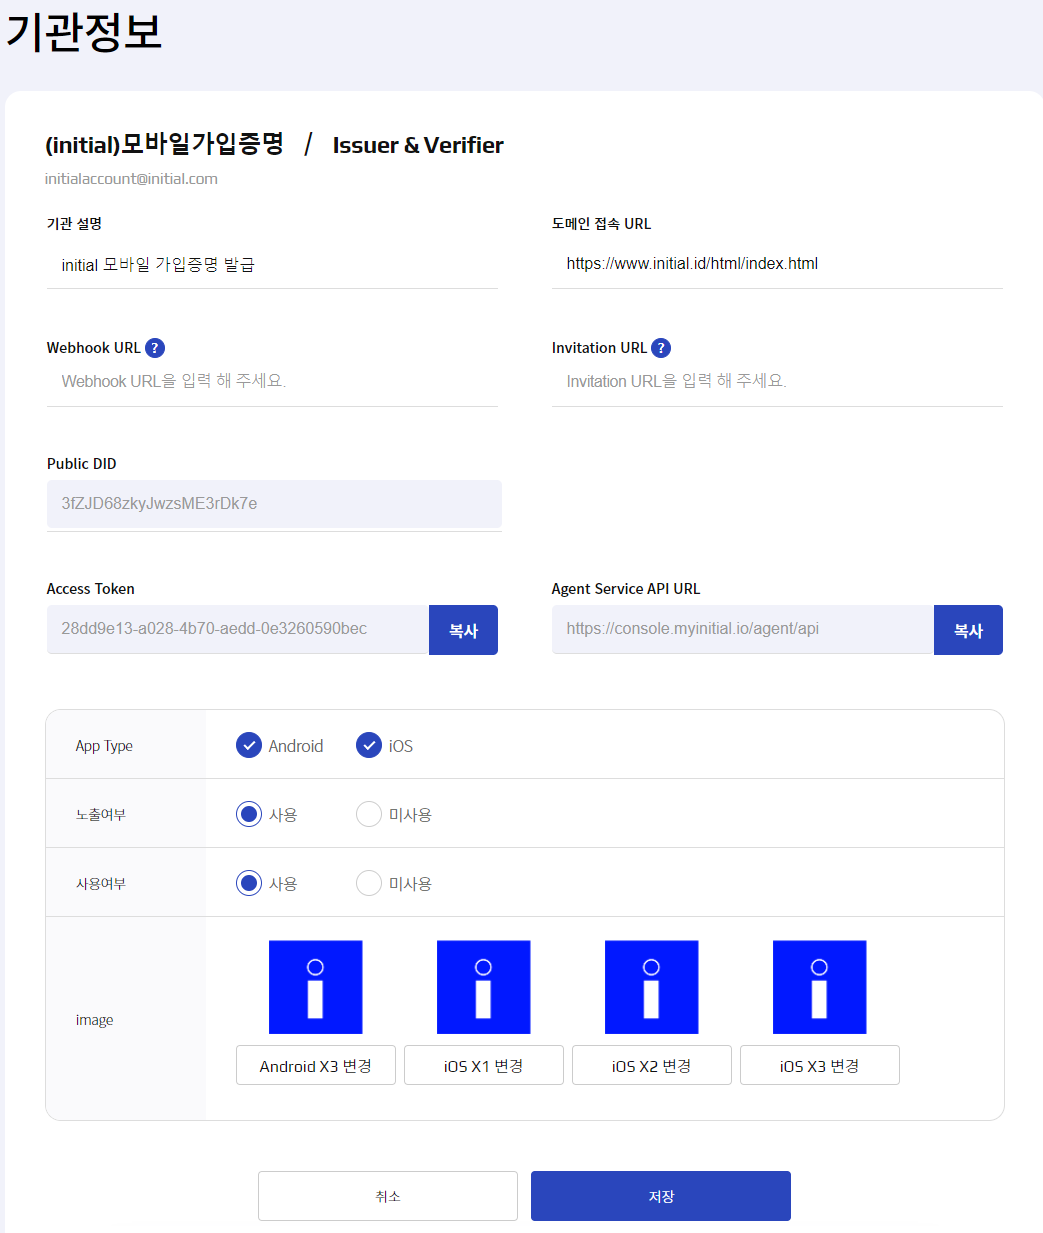 기관정보
(initial)모바일가입증명 / Issuer & Verifier
initialaccount@initial.com
기관 설명
도메인 접속 URL
initial 모바일 가입증명 발급
https://www.initial.id/html/index.html
Webhook URL ?
Invitation URL ?
Webhook URL을 입력 해 주세요.
Invitation URL을 입력 해 주세요.
Public DID
3fZJD68zkyJwzsME3rDk7e
Access Token
Agent Service API URL
28dd9e13-a028-4b70-aedd-0e3260590bec 복사
https://console.myinitial.io/agent/api 복사
App Type Android iOS
노출여부 사용 미사용
사용여부 사용 미사용
image
Android X3 변경 iOS X1 변경 iOS X2 변경 iOS X3 변경
취소 저장